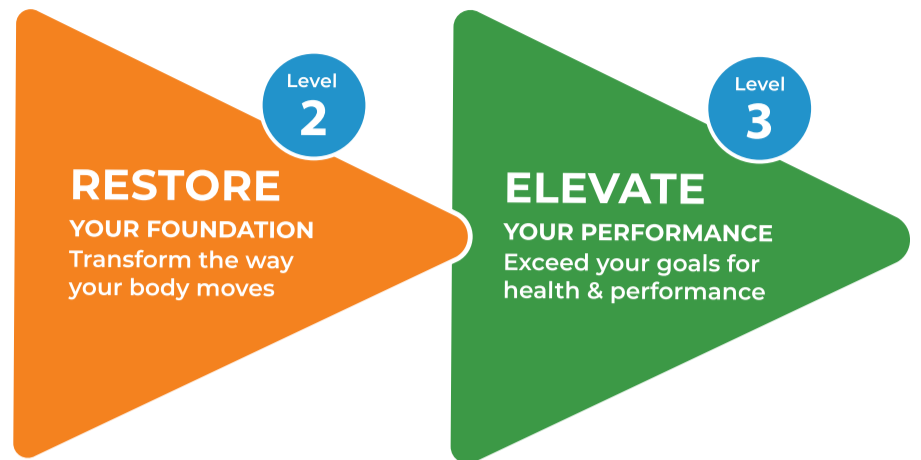 Level
2
RESTORE
YOUR FOUNDATION
Transform the way
your body moves
Level
3
ELEVATE
YOUR PERFORMANCE
Exceed your goals for
health & performance